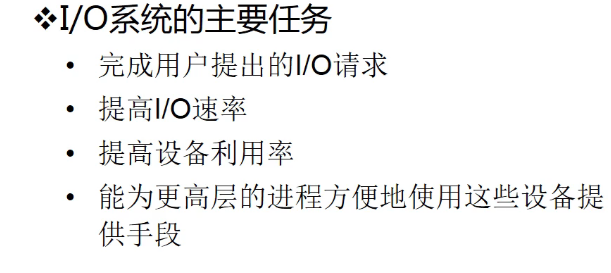 ❖I/O系统的主要任务
• 完成用户提出的I/O请求
• 提高I/O速率
• 提高设备利用率
• 能为更高层的进程方便地使用这些设备提
供手段